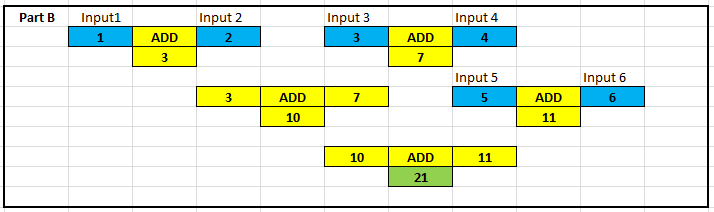 Part B Input1 Input 2 Input 3 Input 4
1 ADD 2 3 ADD 4
3 7
Input 5 Input 6
3 ADD 7 5 ADD 6
10 11
10 ADD 11
21